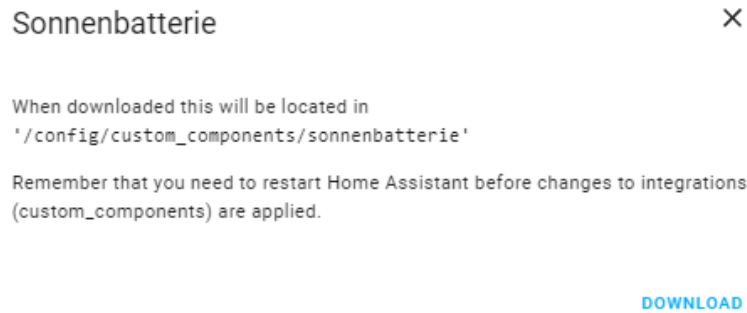 Sonnenbatterie
When downloaded this will be located in
'/config/custom_components/sonnenbatterie'
Remember that you need to restart Home Assistant before changes to integrations
(custom_components) are applied.
DOWNLOAD